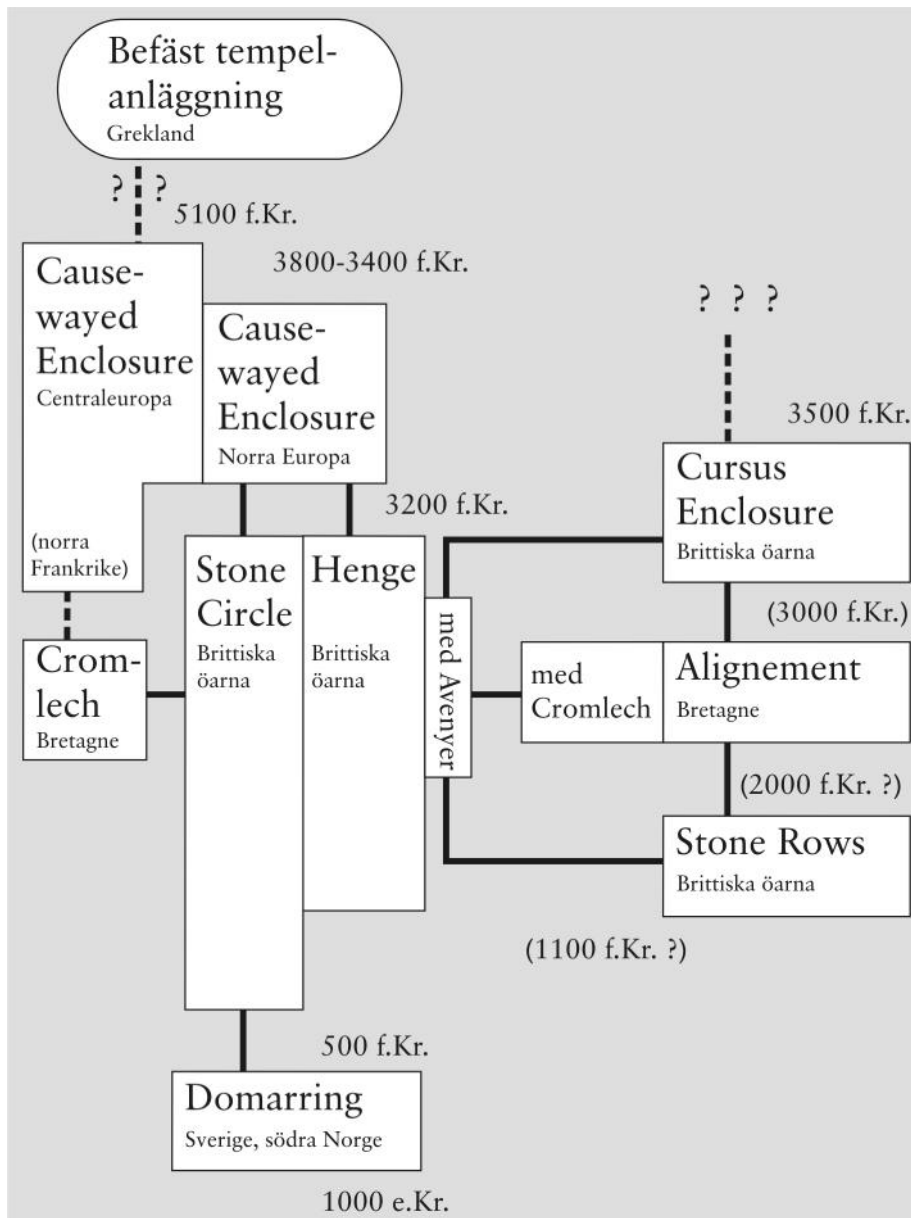 Befäst tempel-
anläggning
Grekland
? ?
5100 f.Kr.
3800-3400 f.Kr.
Cause-
wayed
Enclosure
Centraleuropa
(norra
Frankrike)
Cause-
wayed
Enclosure
Norra Europa
? ? ?
3500 f.Kr.
Cursus
Enclosure
Brittiska öarna
3200 f.Kr.
Stone
Circle
Brittiska
öarna
Henge
Brittiska
öarna
med Avenyer
(3000 f.Kr.)
Crom-
lech
Bretagne
med
Cromlech
Alignement
Bretagne
(2000 f.Kr. ?)
Stone Rows
Brittiska öarna
(1100 f.Kr. ?)
500 f.Kr.
Domarring
Sverige, södra Norge
1000 e.Kr.